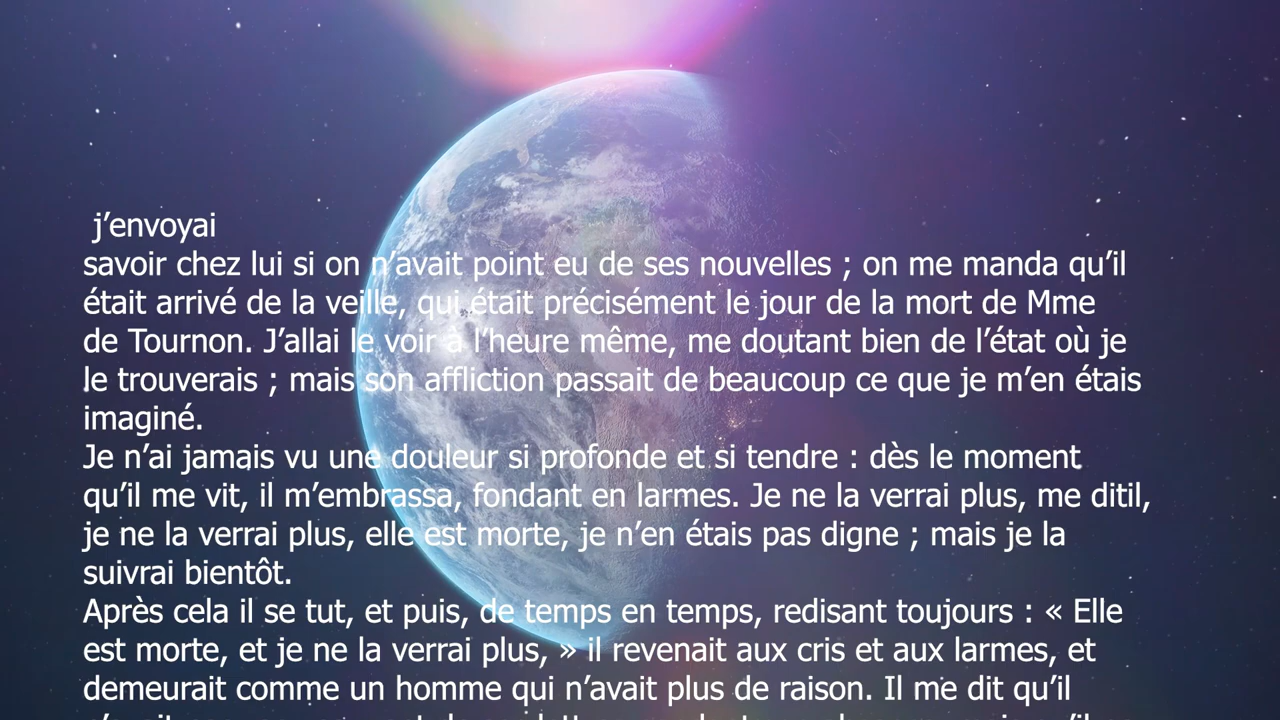 j’envoyai
savoir chez lui si on n’avait point eu de ses nouvelles ; on me manda qu’il
était arrivé de la veille, qui était précisément le jour de la mort de Mme
de Tournon. J’allai le voir à l’heure même, me doutant bien de l’état où je
le trouverais ; mais son affliction passait de beaucoup ce que je m’en étais
imaginé.
Je n’ai jamais vu une douleur si profonde et si tendre : dès le moment
qu’il me vit, il m’embrassa, fondant en larmes. Je ne la verrai plus, me ditil,
je ne la verrai plus, elle est morte, je n’en étais pas digne ; mais je la
suivrai bientôt.
Après cela il se tut, et puis, de temps en temps, redisant toujours : « Elle
est morte, et je ne la verrai plus, » il revenait aux cris et aux larmes, et
demeurait comme un homme qui n’avait plus de raison. Il me dit qu’il